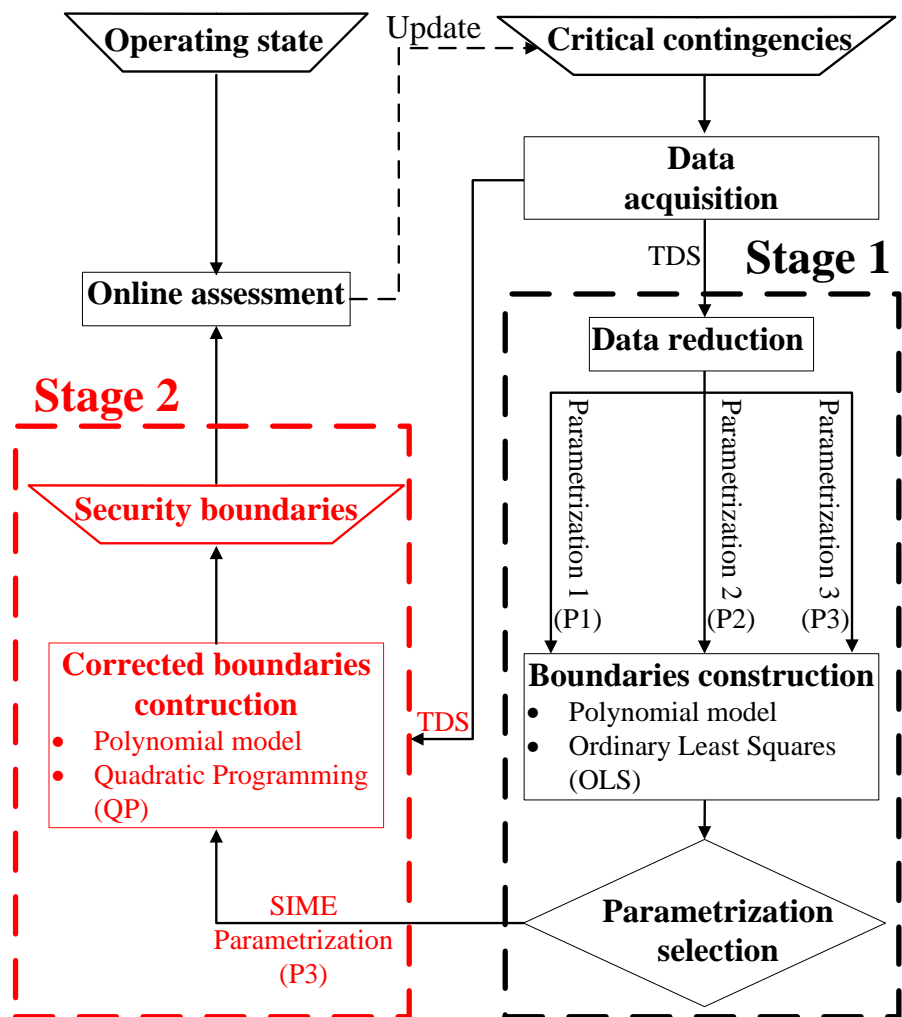 Operating state
Update
Critical contingencies
Data
acquisition
TDS
Stage 1
Online assessment
Data reduction
Stage 2
Parametrization 1
(P1)
Parametrization 2
(P2)
Parametrization 3
(P3)
Security boundaries
Corrected boundaries
contruction
• Polynomial model
• Quadratic Programming
(QP)
TDS
Boundaries construction
• Polynomial model
• Ordinary Least Squares
(OLS)
SIME
Parametrization
(P3)
Parametrization
selection